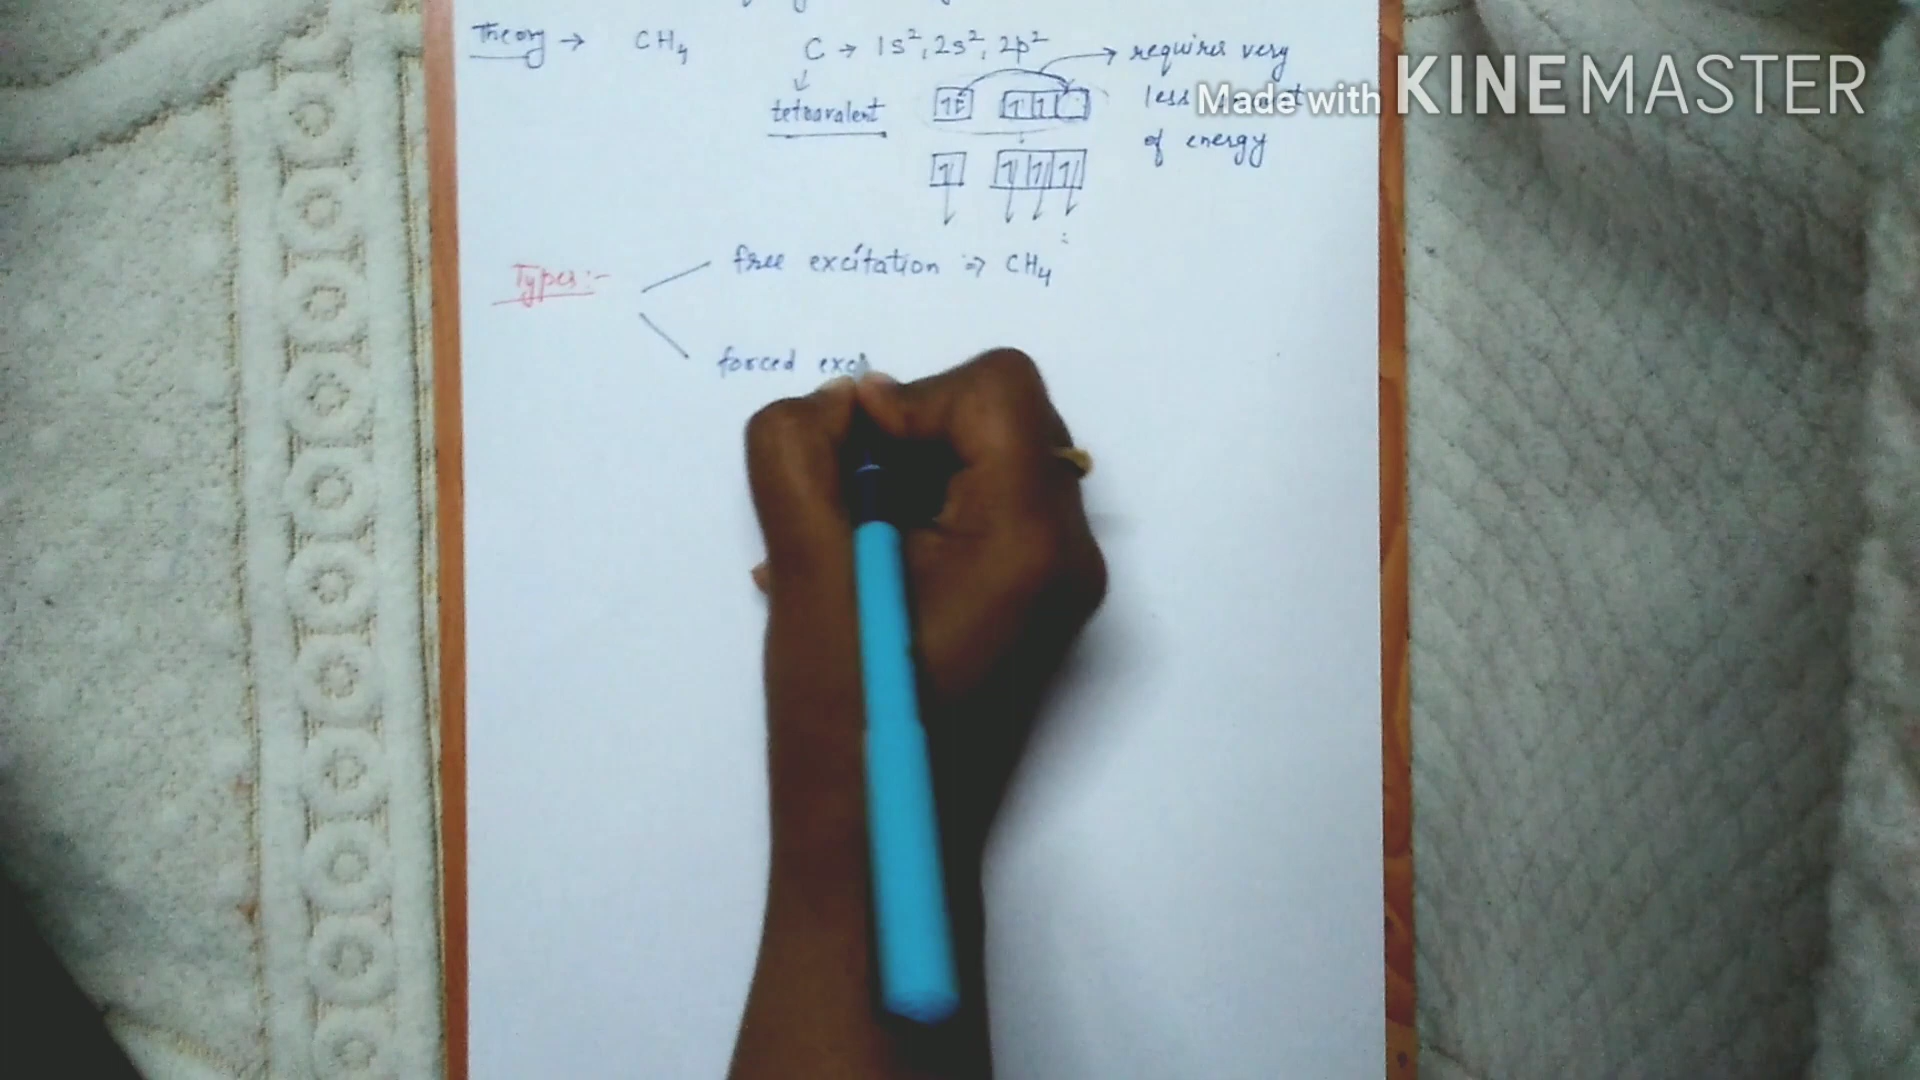 Theory → CH₄ C → 1s², 2s², 2p² → requires very
tetravalent less
of energy
Made with KINEMASTER
Types:- free excitation ⇒ CH₄
forced exci